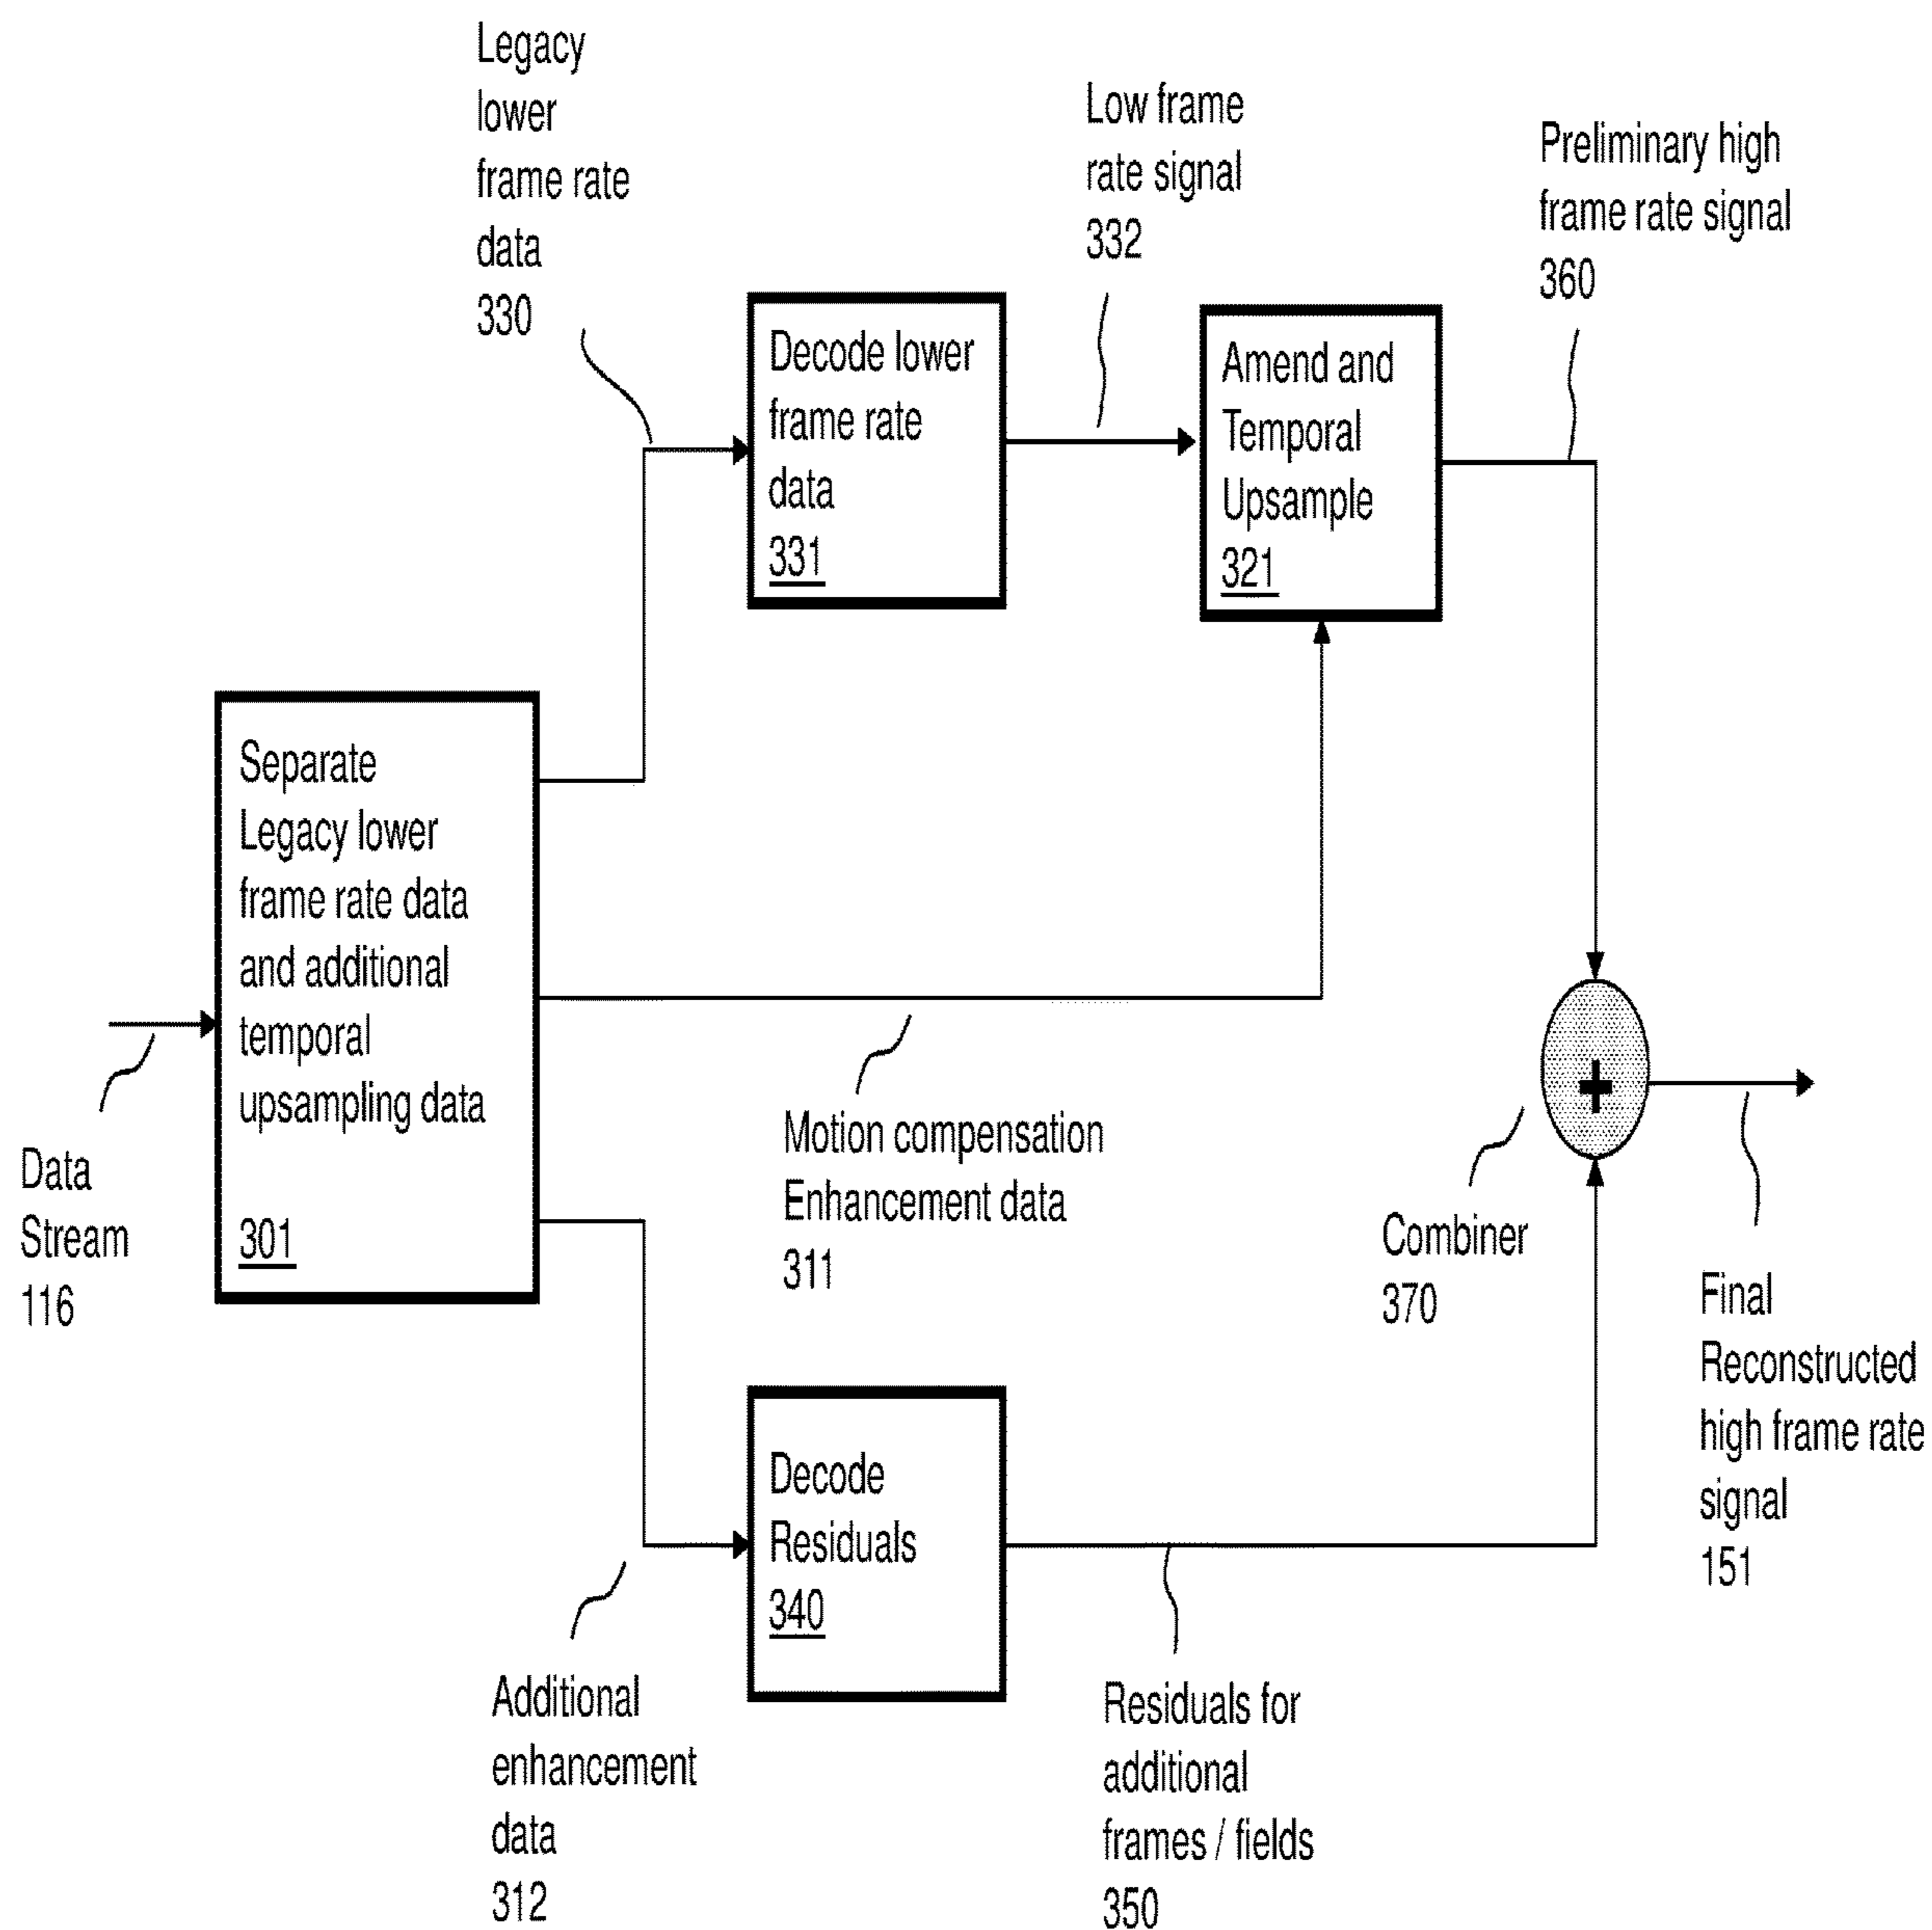 Legacy
lower
frame rate
data
330
Low frame
rate signal
332
Preliminary high
frame rate signal
360
Decode lower
frame rate
data
331
Amend and
Temporal
Upsample
321
Separate
Legacy lower
frame rate data
and additional
temporal
upsampling data
301
Data
Stream
116
Motion compensation
Enhancement data
311
Combiner
370
Final
Reconstructed
high frame rate
signal
151
Decode
Residuals
340
Additional
enhancement
data
312
Residuals for
additional
frames / fields
350
+